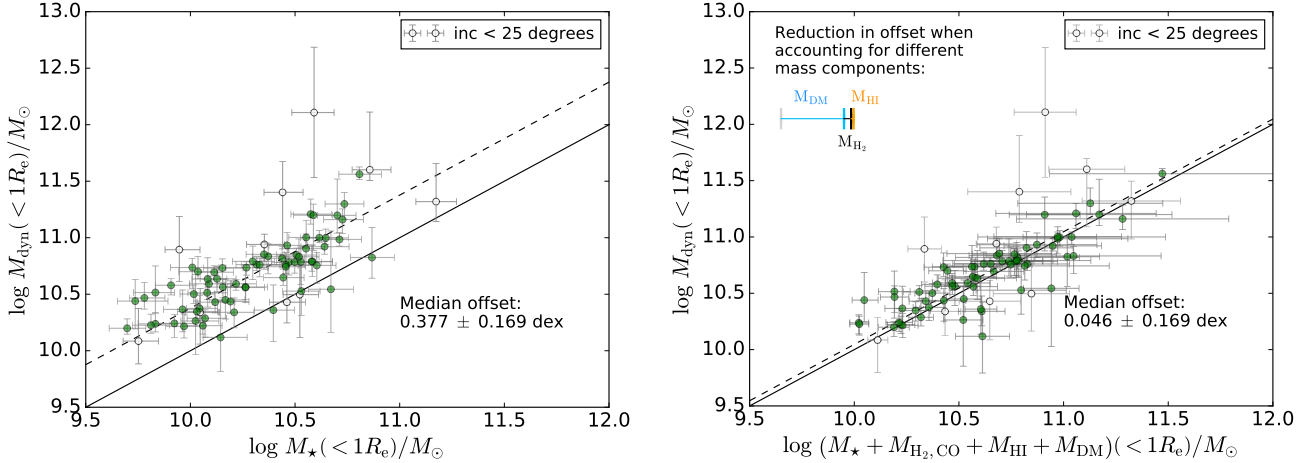 13.0
12.5
12.0
11.5
11.0
10.5
10.0
9.5
log M_dyn(<1R_e)/M_⊙
inc < 25 degrees
Median offset:
0.377 ± 0.169 dex
9.5 10.0 10.5 11.0 11.5 12.0
log M_★(<1R_e)/M_⊙
13.0
12.5
12.0
11.5
11.0
10.5
10.0
9.5
log M_dyn(<1R_e)/M_⊙
Reduction in offset when
accounting for different
mass components:
M_DM M_HI
M_H₂
inc < 25 degrees
Median offset:
0.046 ± 0.169 dex
9.5 10.0 10.5 11.0 11.5 12.0
log (M_★ + M_H₂,CO + M_HI + M_DM)(<1R_e)/M_⊙